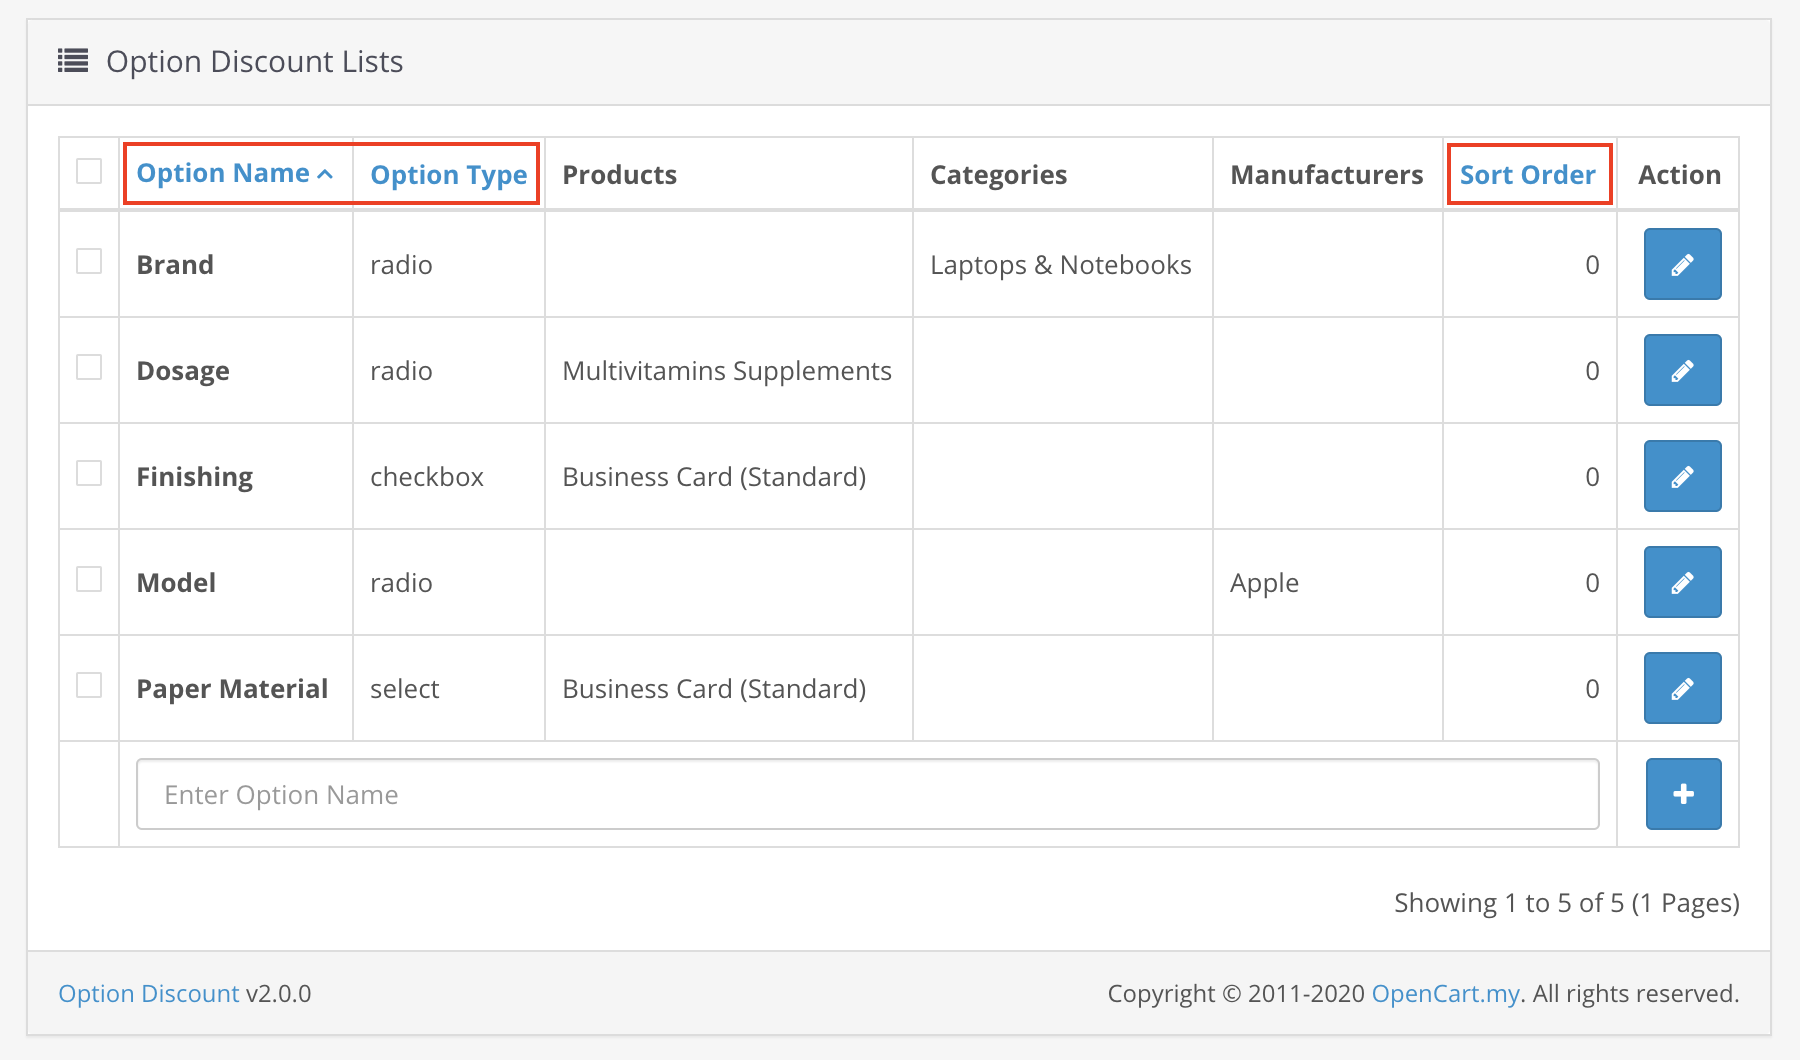 Option Discount Lists
Option Name Option Type Products Categories Manufacturers Sort Order Action
Brand radio Laptops & Notebooks 0
Dosage radio Multivitamins Supplements 0
Finishing checkbox Business Card (Standard) 0
Model radio Apple 0
Paper Material select Business Card (Standard) 0
Enter Option Name
Showing 1 to 5 of 5 (1 Pages)
Option Discount v2.0.0 Copyright © 2011-2020 OpenCart.my. All rights reserved.